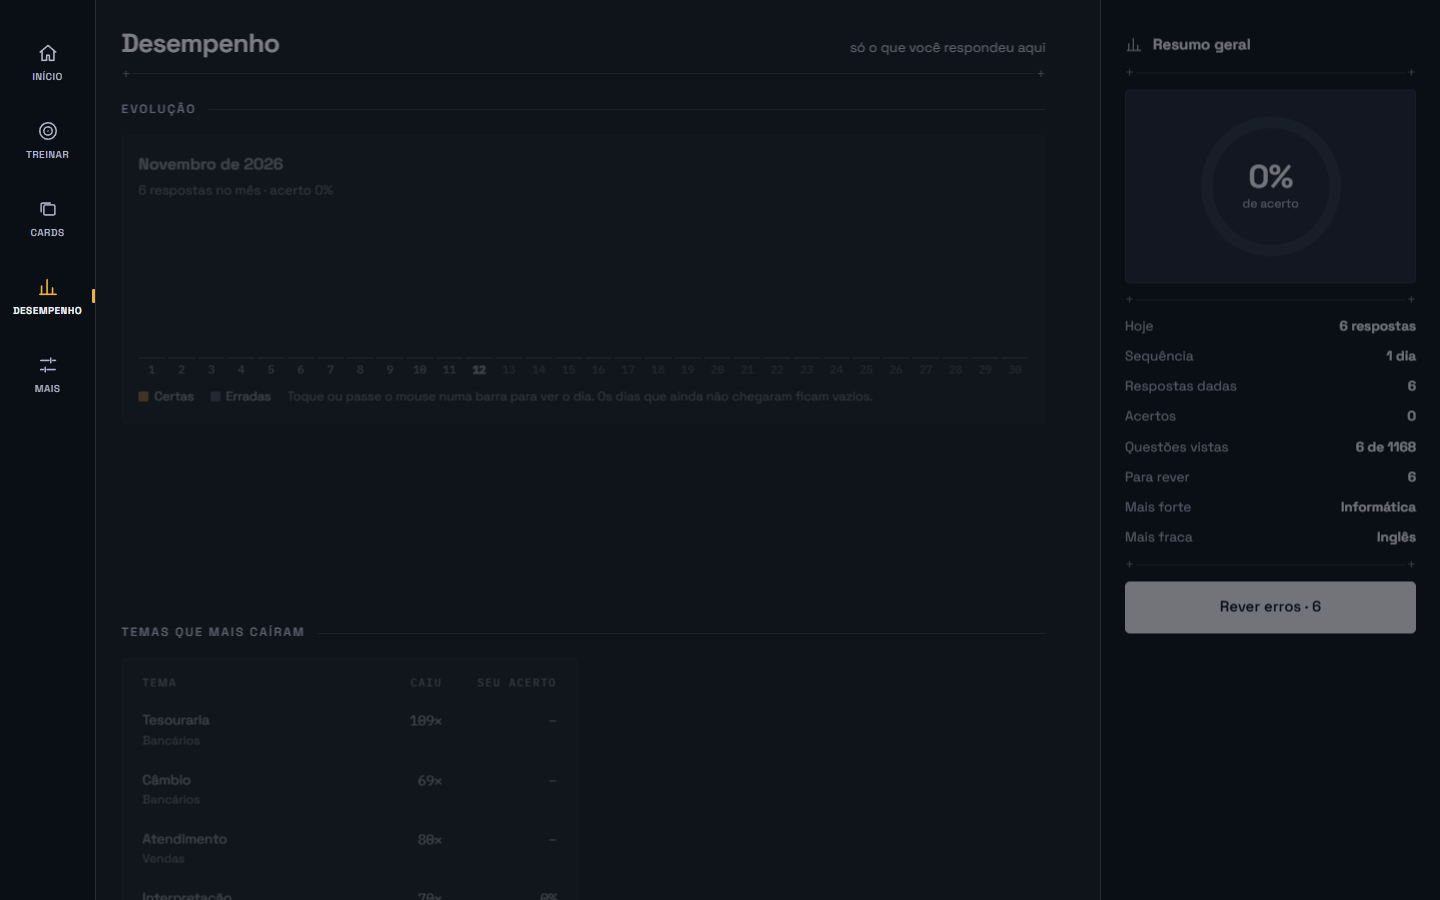 INÍCIO
TREINAR
CARDS
DESEMPENHO
MAIS
Desempenho
só o que você respondeu aqui
EVOLUÇÃO
Novembro de 2026
6 respostas no mês · acerto 0%
1 2 3 4 5 6 7 8 9 10 11 12 13 14 15 16 17 18 19 20 21 22 23 24 25 26 27 28 29 30
Certas Erradas Toque ou passe o mouse numa barra para ver o dia. Os dias que ainda não chegaram ficam vazios.
TEMAS QUE MAIS CAÍRAM
TEMA CAIU SEU ACERTO
Tesouraria 109× —
Bancários
Câmbio 69× —
Bancários
Atendimento 80× —
Vendas
Interpretação 70× 0%
Resumo geral
0%
de acerto
Hoje 6 respostas
Sequência 1 dia
Respostas dadas 6
Acertos 0
Questões vistas 6 de 1168
Para rever 6
Mais forte Informática
Mais fraca Inglês
Rever erros · 6